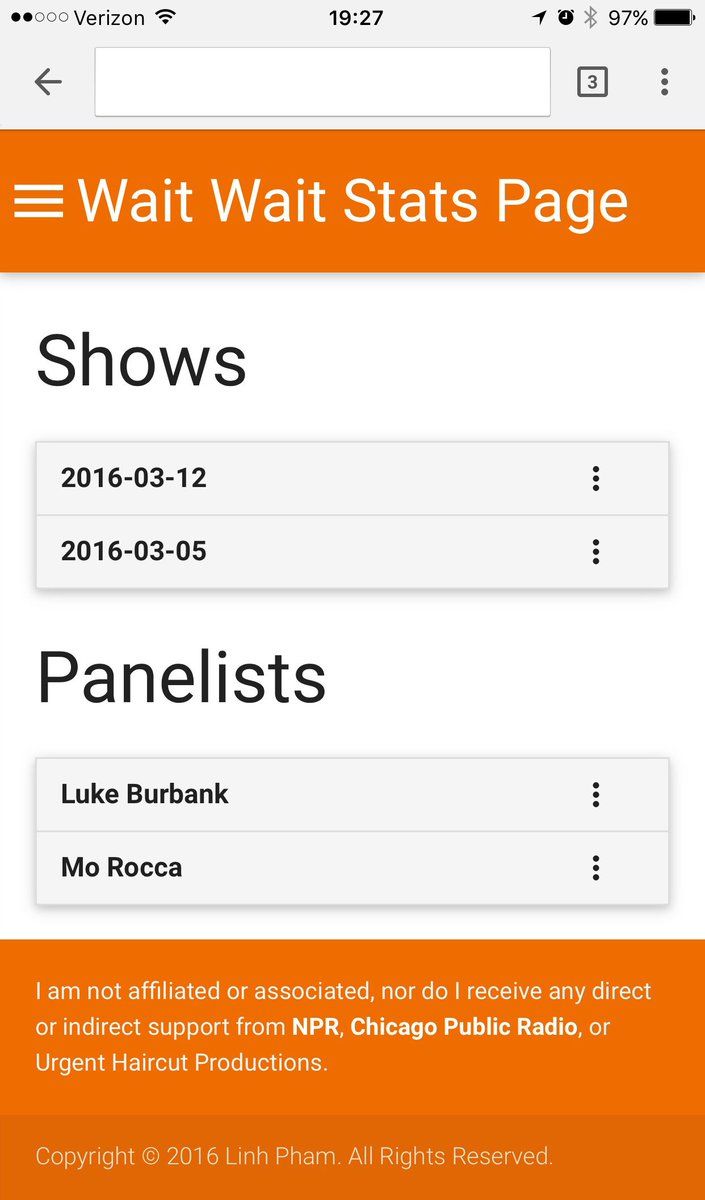 Verizon 19:27 97%
3
Wait Wait Stats Page
Shows
2016-03-12
2016-03-05
Panelists
Luke Burbank
Mo Rocca
I am not affiliated or associated, nor do I receive any direct
or indirect support from NPR, Chicago Public Radio, or
Urgent Haircut Productions.
Copyright © 2016 Linh Pham. All Rights Reserved.